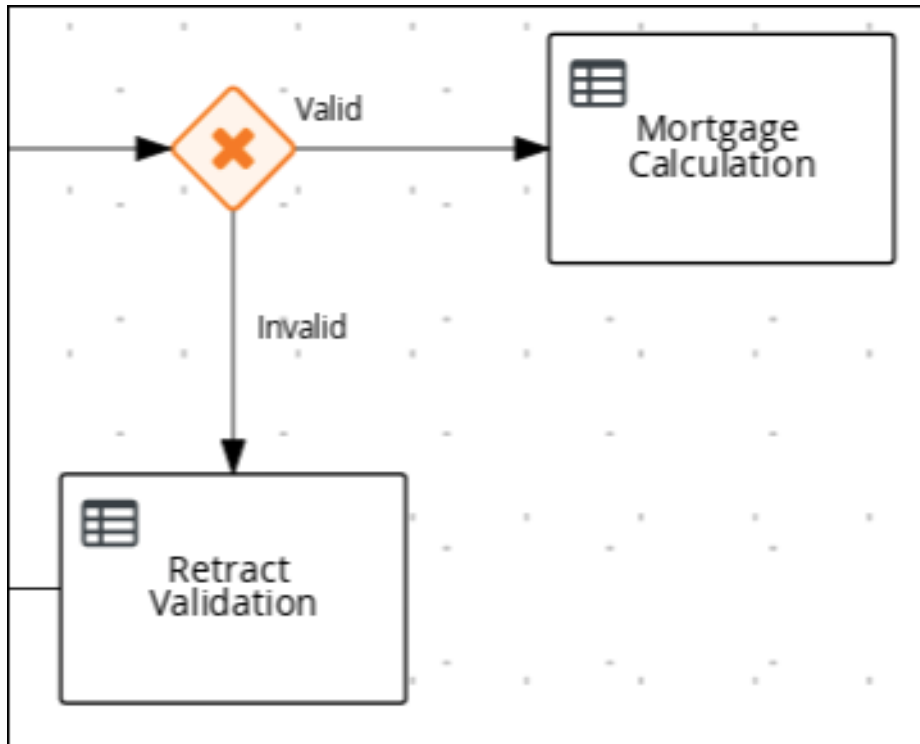 Valid
Mortgage
Calculation
Invalid
Retract
Validation